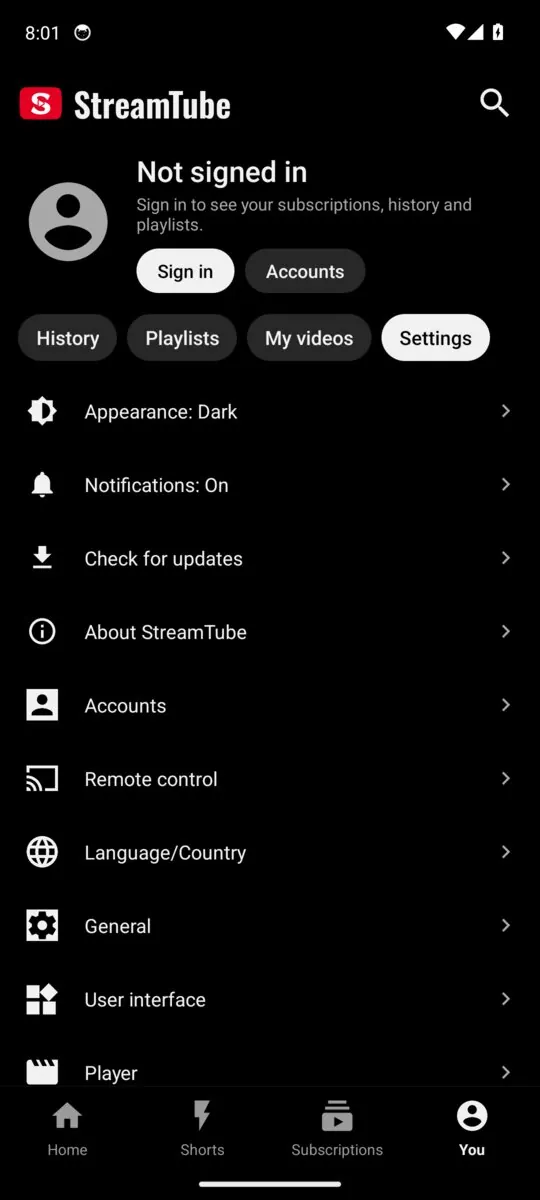 8:01
StreamTube
Not signed in
Sign in to see your subscriptions, history and
playlists.
Sign in
Accounts
History
Playlists
My videos
Settings
Appearance: Dark
Notifications: On
Check for updates
About StreamTube
Accounts
Remote control
Language/Country
General
User interface
Player
Home
Shorts
Subscriptions
You